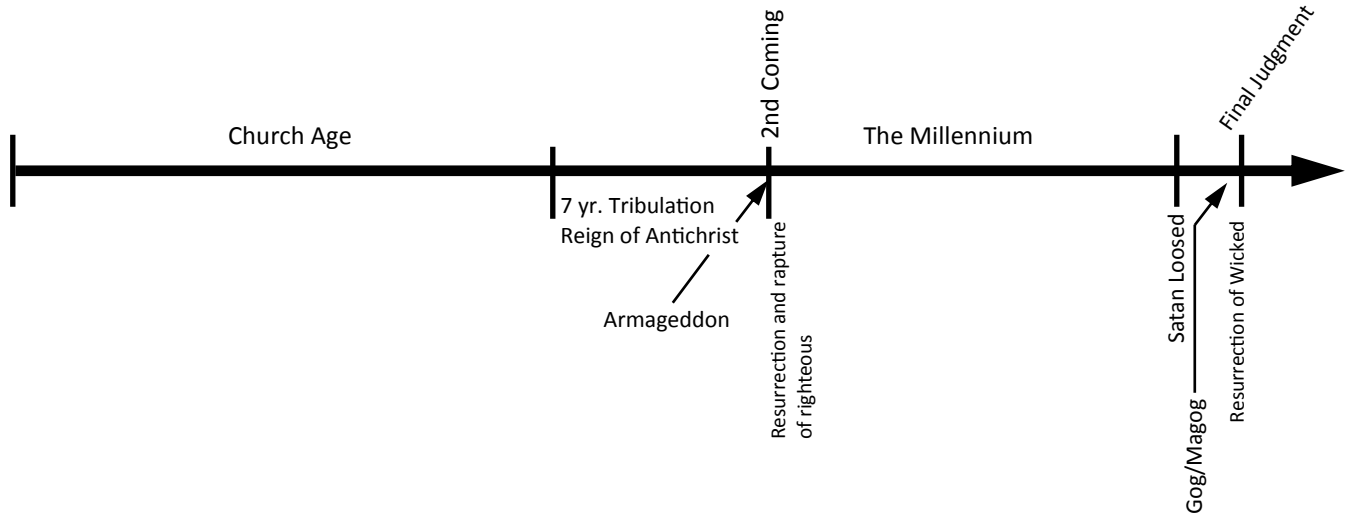 Church Age
7 yr. Tribulation
Reign of Antichrist
Armageddon
2nd Coming
Resurrection and rapture
of righteous
The Millennium
Satan Loosed
Gog/Magog
Final Judgment
Resurrection of Wicked